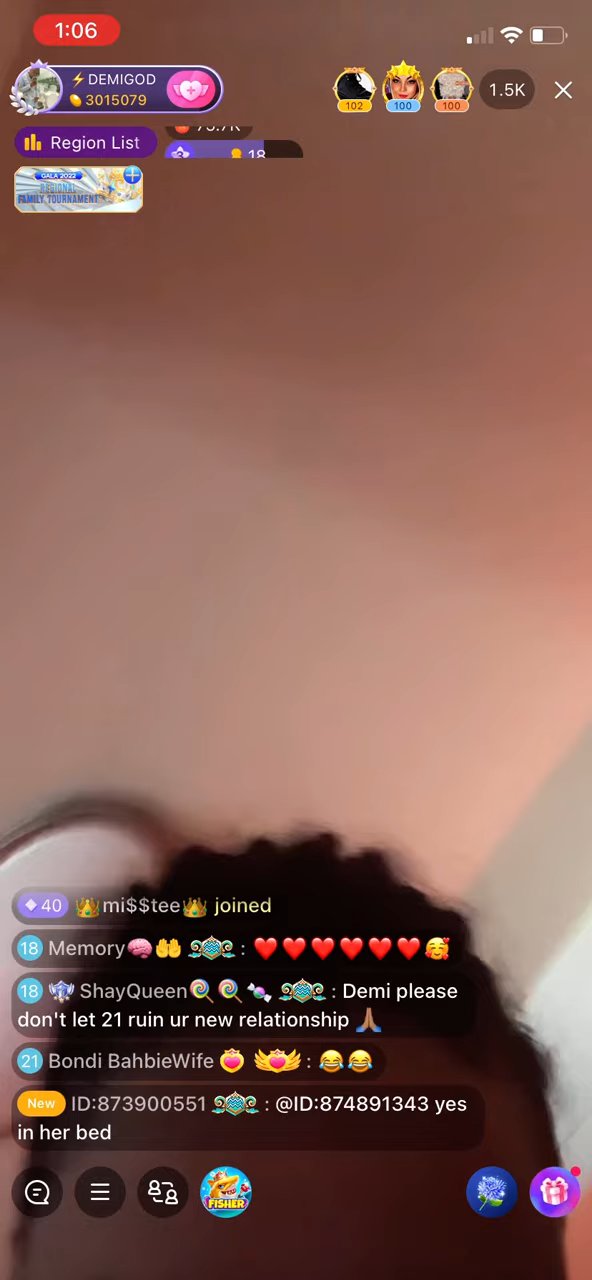 1:06
⚡DEMIGOD
3015079
102
100
100
1.5K
Region List
18
GALA 2022
REGIONAL
FAMILY TOURNAMENT
40 👑mi$$tee👑 joined
18 Memory🧠🤲 : ❤️❤️❤️❤️❤️❤️🥰
18 ShayQueen🍭🍭🍬 : Demi please
don't let 21 ruin ur new relationship 🙏🏽
21 Bondi BahbieWife : 😂😂
New ID:873900551 : @ID:874891343 yes
in her bed
FISHER